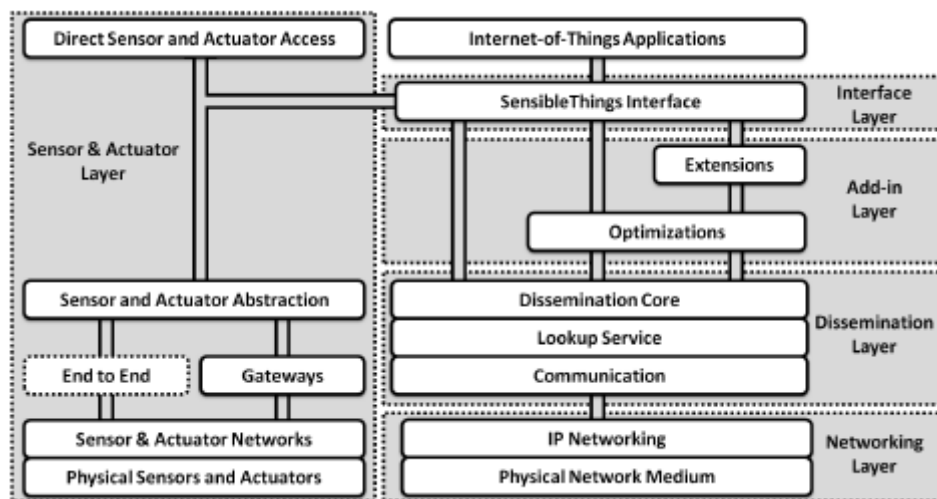 Direct Sensor and Actuator Access
Internet-of-Things Applications
SensibleThings Interface
Interface
Layer
Sensor & Actuator
Layer
Extensions
Add-in
Layer
Optimizations
Sensor and Actuator Abstraction
Dissemination Core
Lookup Service
Dissemination
Layer
End to End
Gateways
Communication
Sensor & Actuator Networks
IP Networking
Networking
Layer
Physical Sensors and Actuators
Physical Network Medium